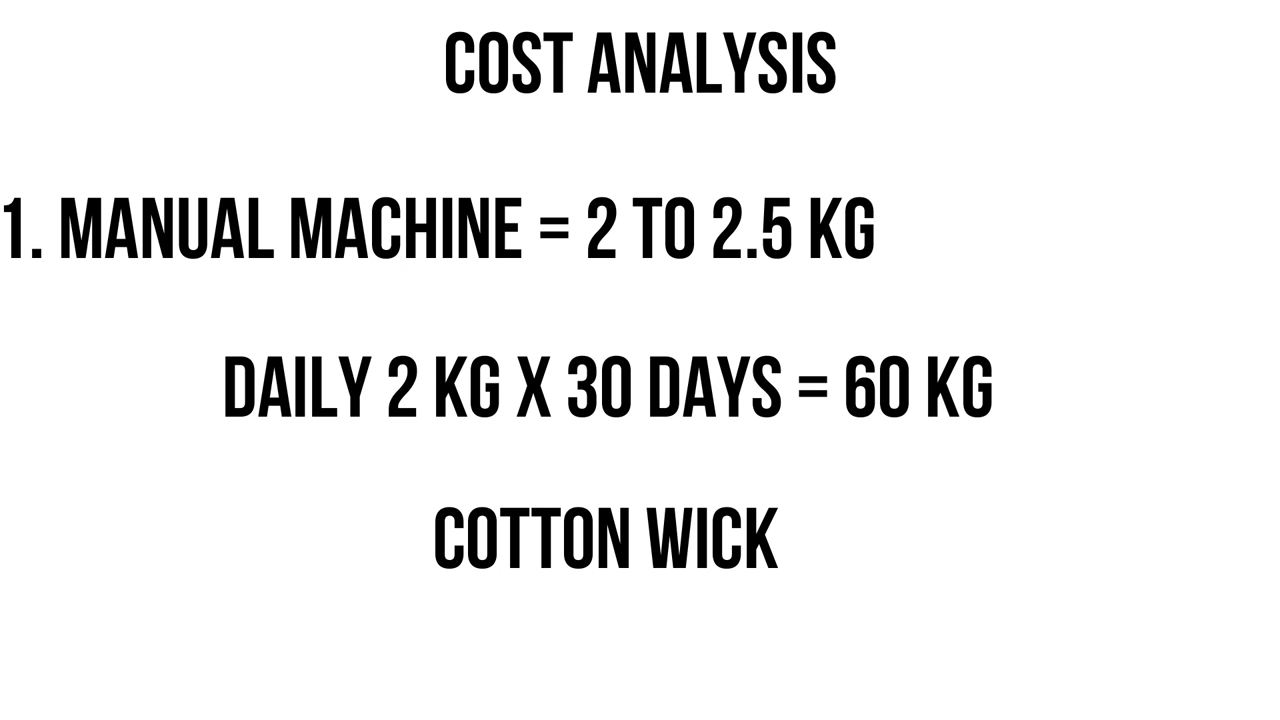 COST ANALYSIS
1. MANUAL MACHINE = 2 TO 2.5 KG
DAILY 2 KG X 30 DAYS = 60 KG
COTTON WICK